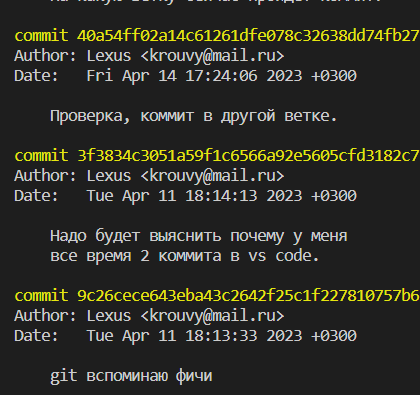 commit 40a54ff02a14c61261dfe078c32638dd74fb27
Author: Lexus <krouvy@mail.ru>
Date: Fri Apr 14 17:24:06 2023 +0300
Проверка, коммит в другой ветке.
commit 3f3834c3051a59f1c6566a92e5605cfd3182c7
Author: Lexus <krouvy@mail.ru>
Date: Tue Apr 11 18:14:13 2023 +0300
Надо будет выяснить почему у меня
все время 2 коммита в vs code.
commit 9c26cece643eba43c2642f25c1f227810757b6
Author: Lexus <krouvy@mail.ru>
Date: Tue Apr 11 18:13:33 2023 +0300
git вспоминаю фичи